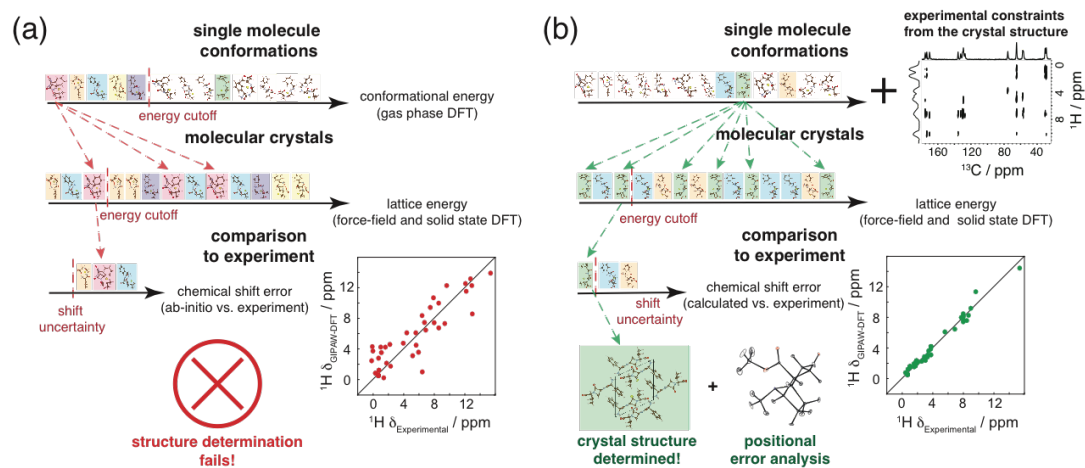 (a)
single molecule
conformations
energy cutoff
conformational energy
(gas phase DFT)
molecular crystals
energy cutoff
lattice energy
(force-field and solid state DFT)
comparison
to experiment
shift
uncertainty
chemical shift error
(ab-initio vs. experiment)
structure determination
fails!
¹H δGIPAW-DFT / ppm
12
8
4
0
0 4 8 12
¹H δExperimental / ppm
(b)
single molecule
conformations
experimental constraints
from the crystal structure
+
0
4
8
¹H / ppm
180 120 40
¹³C / ppm
molecular crystals
energy cutoff
lattice energy
(force-field and solid state DFT)
comparison
to experiment
shift
uncertainty
chemical shift error
(calculated vs. experiment)
+
crystal structure
determined!
positional
error analysis
¹H δGIPAW-DFT / ppm
12
8
4
0
0 4 8 12
¹H δExperimental / ppm